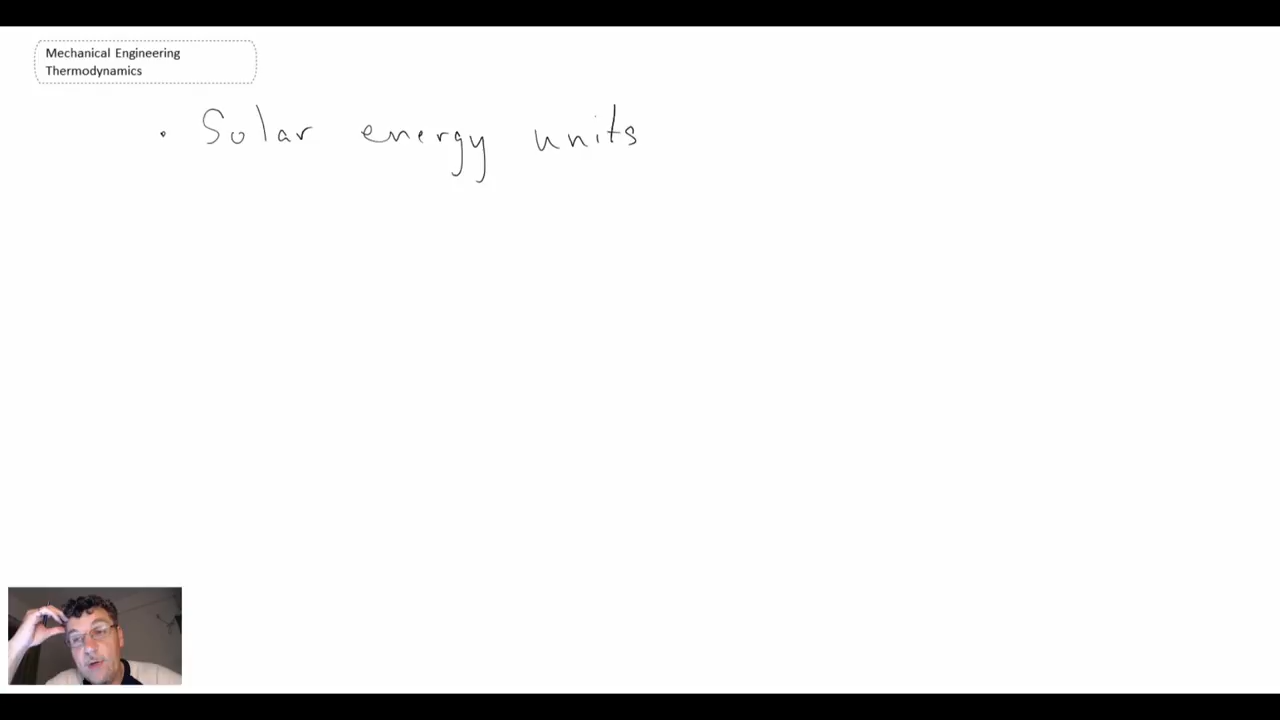 Mechanical Engineering
Thermodynamics
• Solar energy units